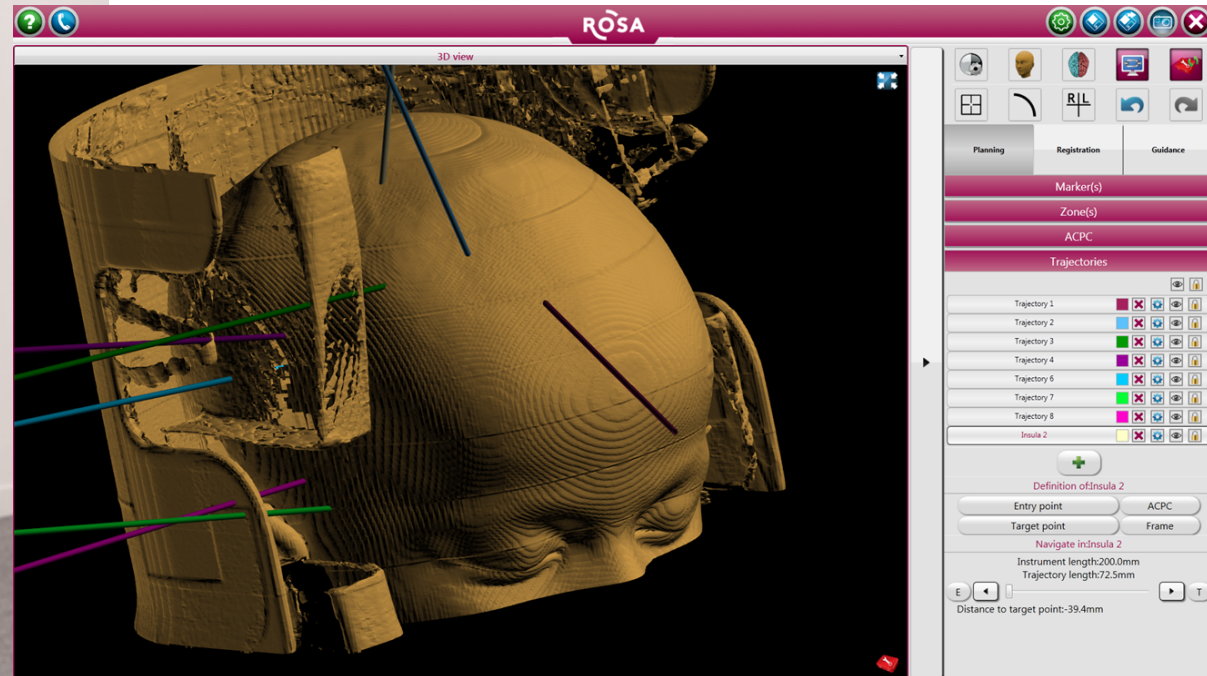 ?
ROSA
3D view
R L
Planning Registration Guidance
Marker(s)
Zone(s)
ACPC
Trajectories
Trajectory 1
Trajectory 2
Trajectory 3
Trajectory 4
Trajectory 6
Trajectory 7
Trajectory 8
Insula 2
Definition of:Insula 2
Entry point ACPC
Target point Frame
Navigate in:Insula 2
Instrument length:200.0mm
Trajectory length:72.5mm
E T
Distance to target point:-39.4mm